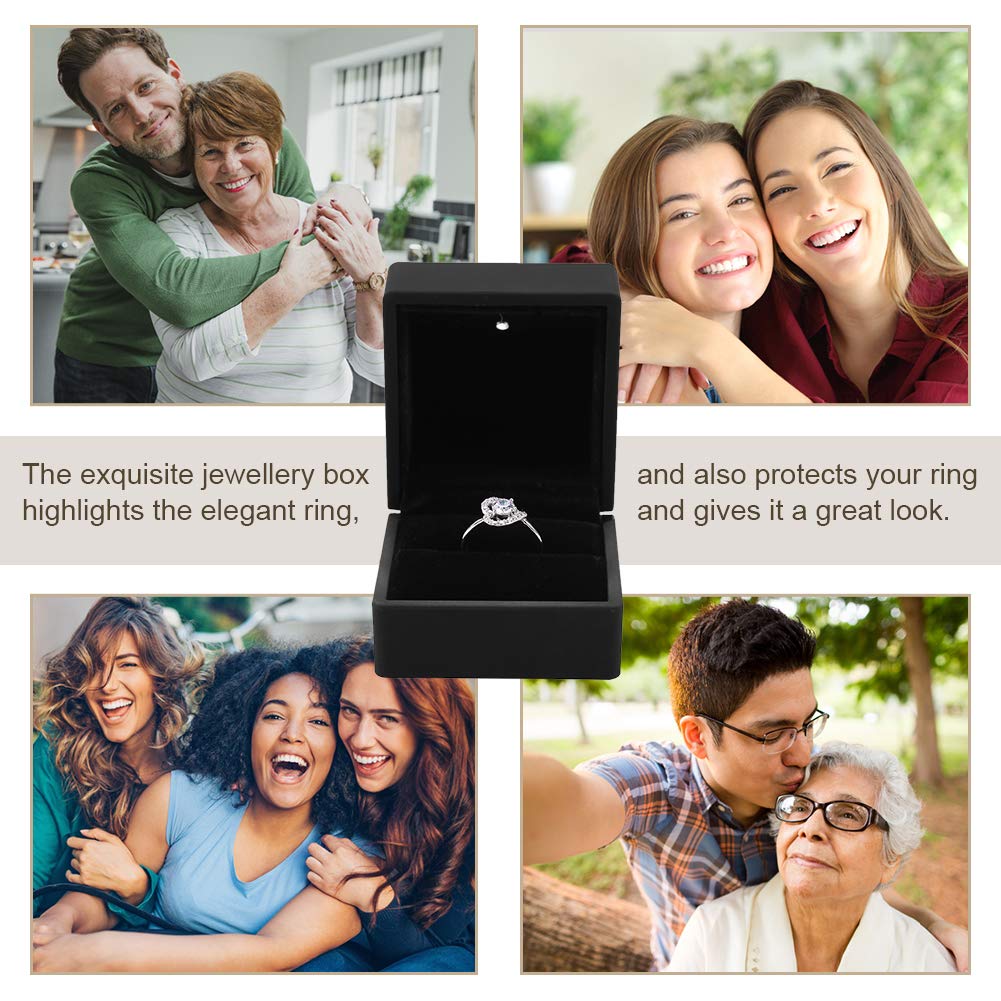 The exquisite jewellery box
highlights the elegant ring,
and also protects your ring
and gives it a great look.